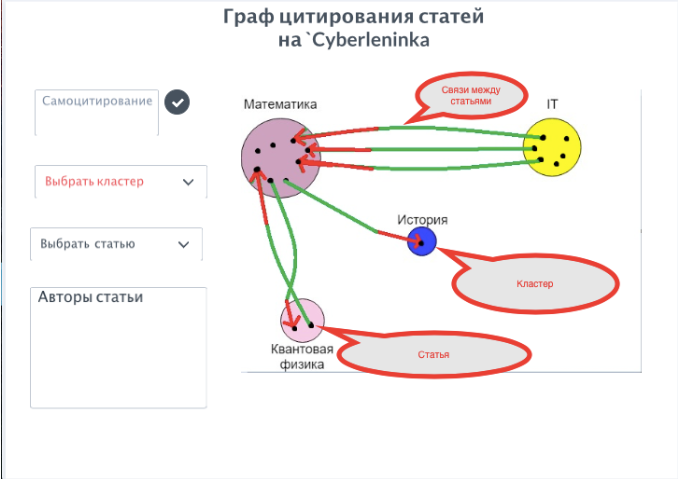 Граф цитирования статей
на `Cyberleninka
Самоцитирование
Выбрать кластер
Выбрать статью
Авторы статьи
Математика
Связи между
статьями
IT
История
Кластер
Квантовая
физика
Статья